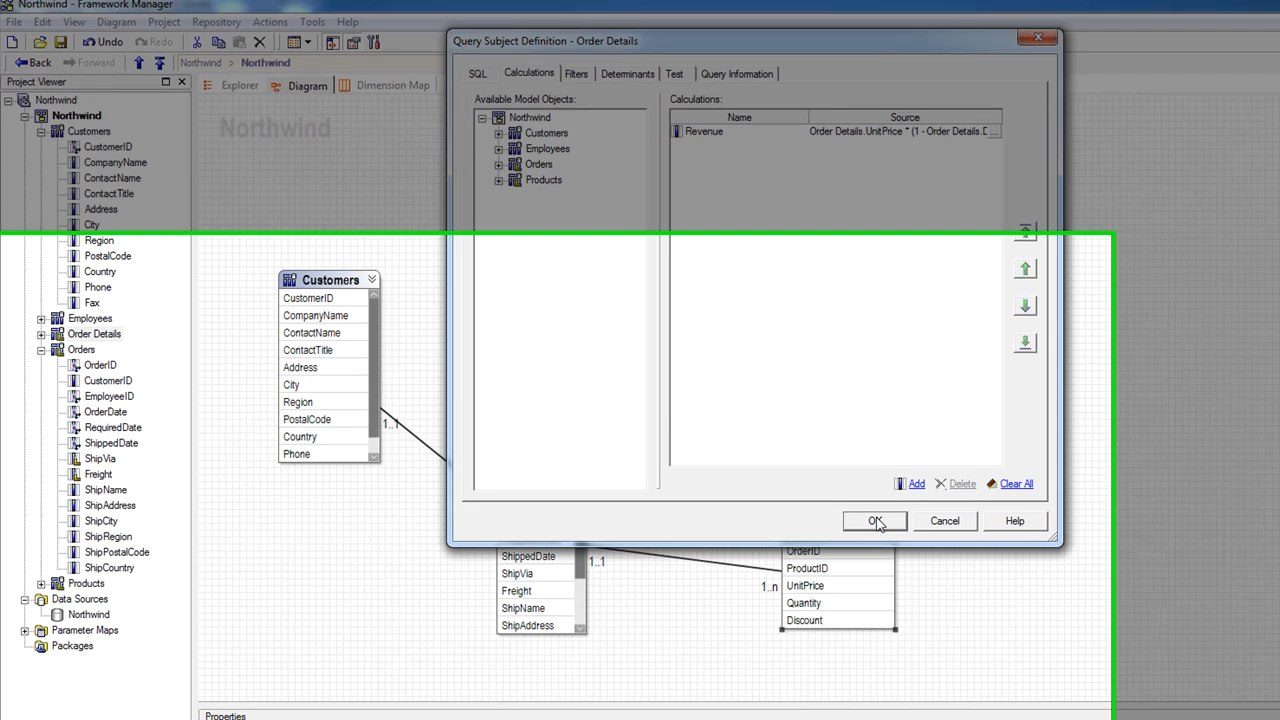 Northwind - Framework Manager
File Edit View Diagram Project Repository Actions Tools Help
Undo Redo
Back Forward Northwind Northwind
Project Viewer
Explorer Diagram Dimension Map
Northwind
Northwind
Northwind
Customers
CustomerID
CompanyName
ContactName
ContactTitle
Address
City
Region
PostalCode
Country
Phone
Fax
Employees
Order Details
Orders
OrderID
CustomerID
EmployeeID
OrderDate
RequiredDate
ShippedDate
ShipVia
Freight
ShipName
ShipAddress
ShipCity
ShipRegion
ShipPostalCode
ShipCountry
Products
Data Sources
Northwind
Parameter Maps
Packages
Customers
CustomerID
CompanyName
ContactName
ContactTitle
Address
City
Region
PostalCode
Country
Phone
1..1
Query Subject Definition - Order Details
SQL Calculations Filters Determinants Test Query Information
Available Model Objects:
Northwind
Customers
Employees
Orders
Products
Calculations:
Name Source
Revenue Order Details.UnitPrice * (1 - Order Details.D ...
Add Delete Clear All
OK Cancel Help
ShippedDate
ShipVia
Freight
ShipName
ShipAddress
1..1
1..n
OrderID
ProductID
UnitPrice
Quantity
Discount
Properties